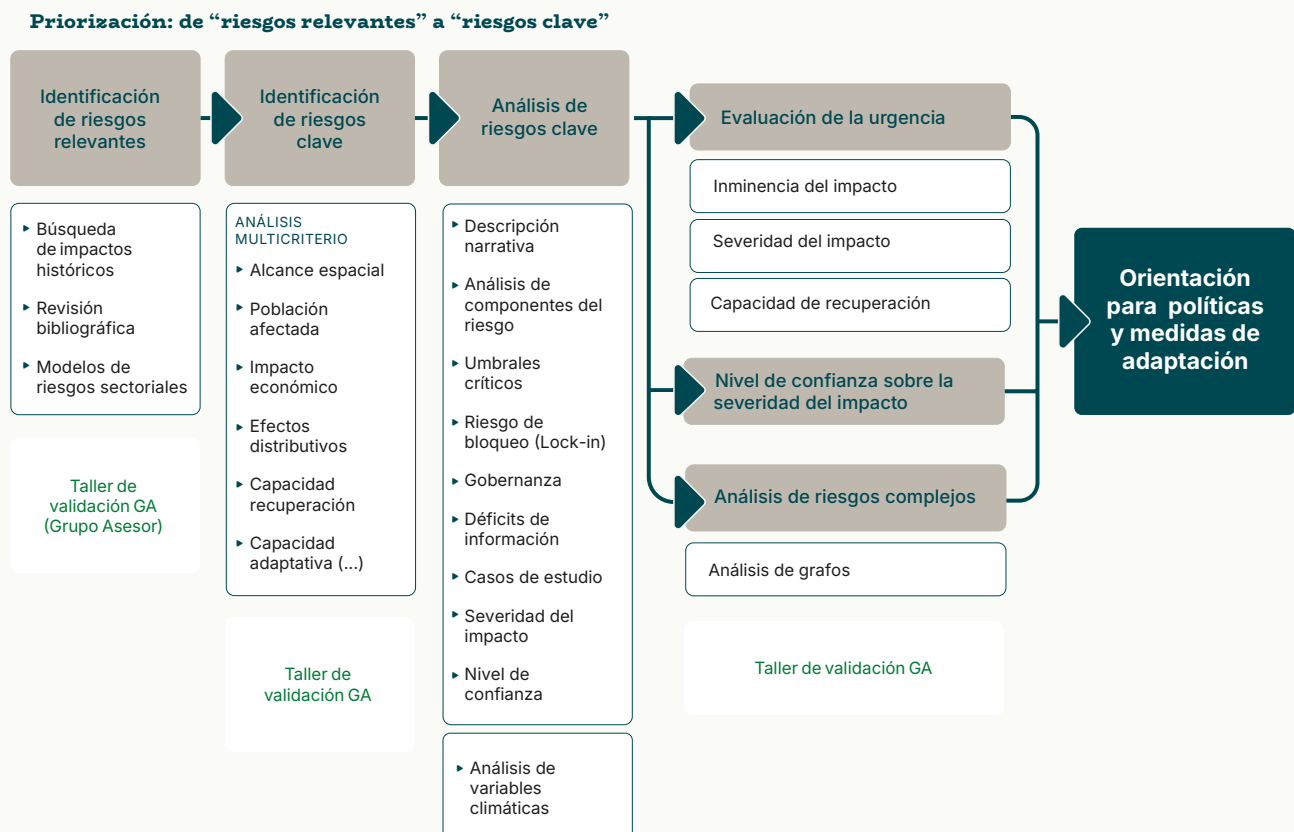 Priorización: de “riesgos relevantes” a “riesgos clave”
Identificación
de riesgos
relevantes
Búsqueda
de impactos
históricos
Revisión
bibliográfica
Modelos de
riesgos sectoriales
Taller de
validación GA
(Grupo Asesor)
Identificación
de riesgos
clave
ANÁLISIS
MULTICRITERIO
Alcance espacial
Población
afectada
Impacto
económico
Efectos
distributivos
Capacidad
recuperación
Capacidad
adaptativa (...)
Taller de
validación GA
Análisis de
riesgos clave
Descripción
narrativa
Análisis de
componentes del
riesgo
Umbrales
críticos
Riesgo de
bloqueo (Lock-in)
Gobernanza
Déficits de
información
Casos de estudio
Severidad del
impacto
Nivel de
confianza
Análisis de
variables
climáticas
Evaluación de la urgencia
Inminencia del impacto
Severidad del impacto
Capacidad de recuperación
Nivel de confianza sobre la
severidad del impacto
Análisis de riesgos complejos
Análisis de grafos
Taller de validación GA
Orientación
para políticas
y medidas de
adaptación